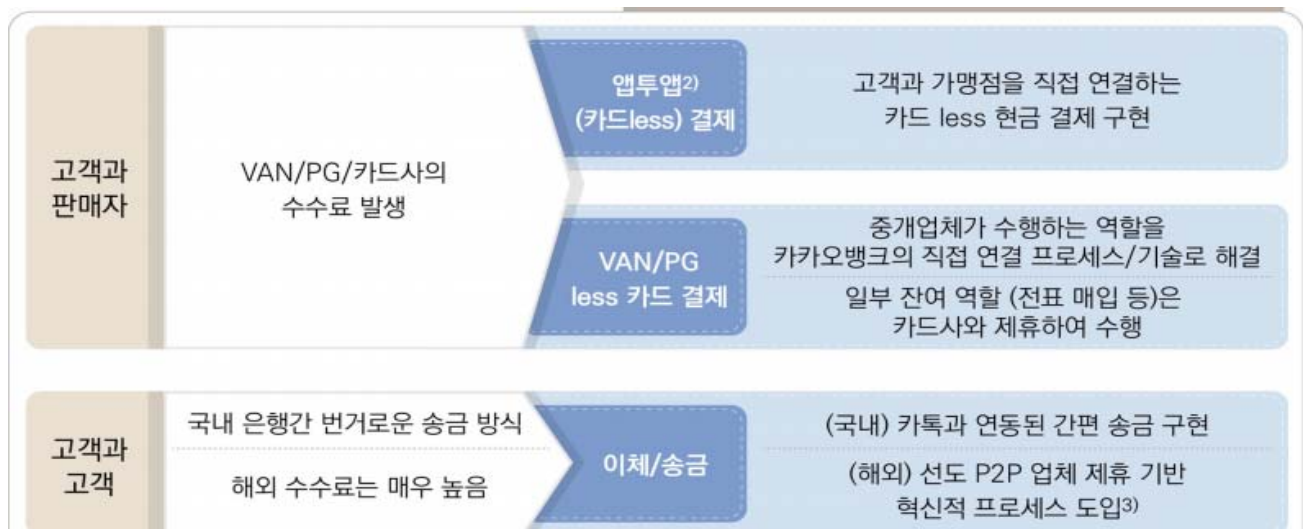 고객과
판매자
VAN/PG/카드사의
수수료 발생
앱투앱2)
(카드less) 결제
고객과 가맹점을 직접 연결하는
카드 less 현금 결제 구현
VAN/PG
less 카드 결제
중개업체가 수행하는 역할을
카카오뱅크의 직접 연결 프로세스/기술로 해결
일부 잔여 역할 (전표 매입 등)은
카드사와 제휴하여 수행
고객과
고객
국내 은행간 번거로운 송금 방식
해외 수수료는 매우 높음
이체/송금
(국내) 카톡과 연동된 간편 송금 구현
(해외) 선도 P2P 업체 제휴 기반
혁신적 프로세스 도입3)